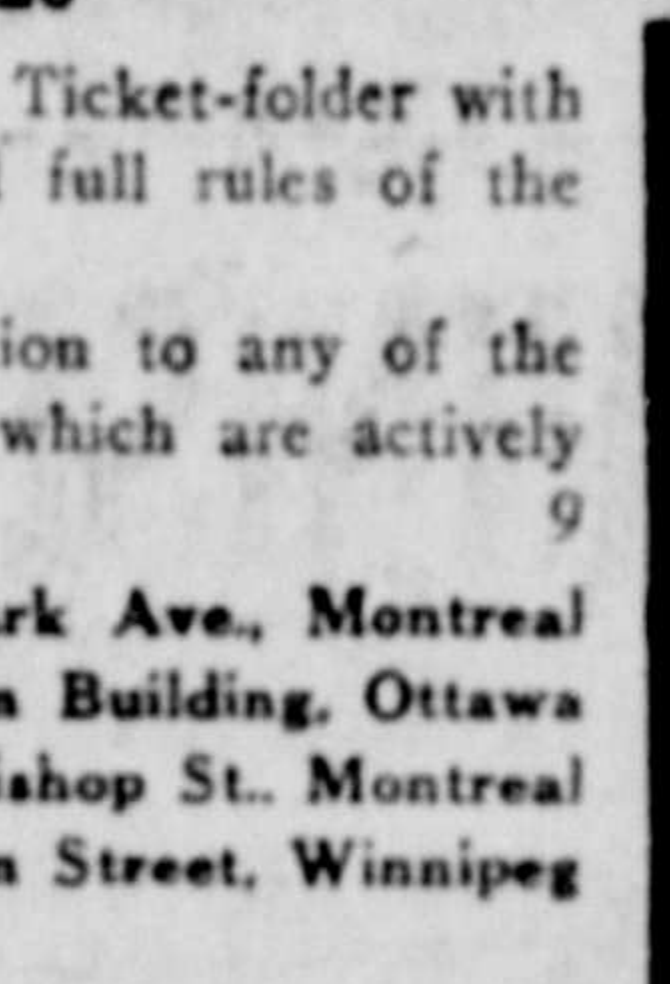 Ticket-folder with
full rules of the
ion to any of the
which are actively
9
rk Ave., Montreal
Building, Ottawa
ishop St., Montreal
Street, Winnipeg